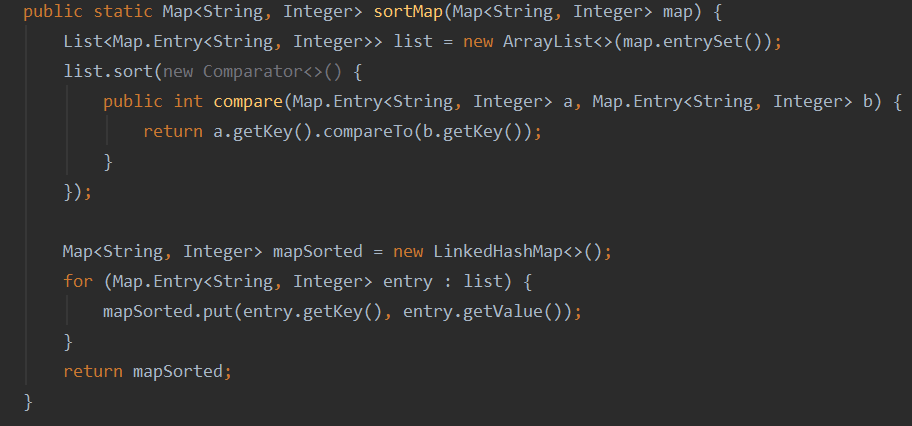 public static Map<String, Integer> sortMap(Map<String, Integer> map) {
    List<Map.Entry<String, Integer>> list = new ArrayList<>(map.entrySet());
    list.sort(new Comparator<>() {
        public int compare(Map.Entry<String, Integer> a, Map.Entry<String, Integer> b) {
            return a.getKey().compareTo(b.getKey());
        }
    });

    Map<String, Integer> mapSorted = new LinkedHashMap<>();
    for (Map.Entry<String, Integer> entry : list) {
        mapSorted.put(entry.getKey(), entry.getValue());
    }
    return mapSorted;
}